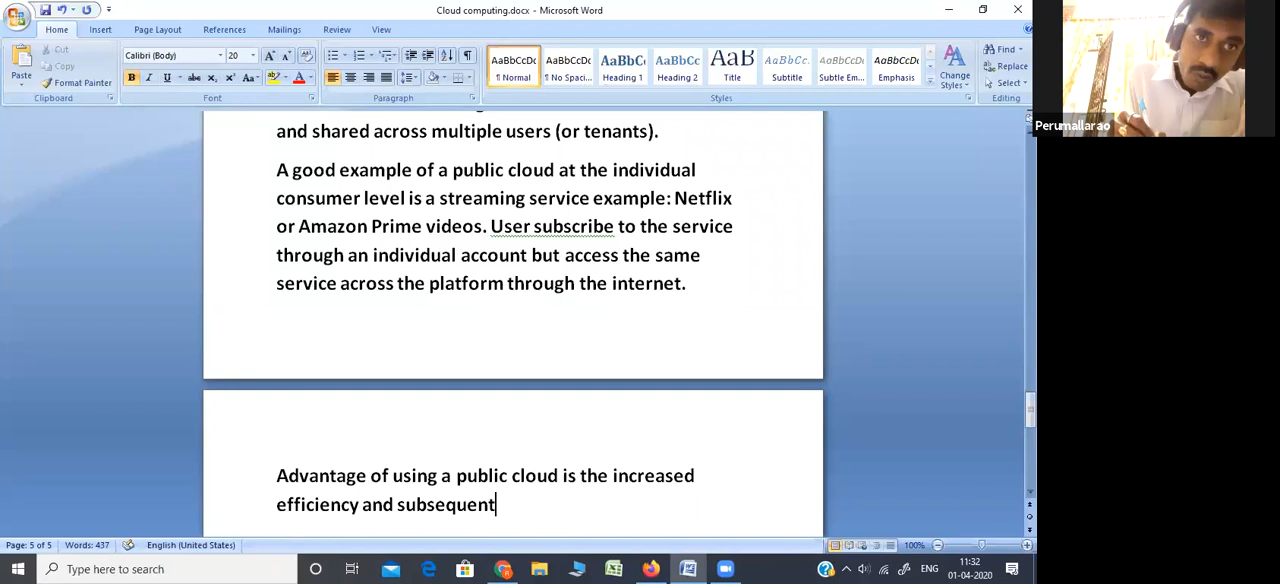 Cloud computing.docx - Microsoft Word
Home Insert Page Layout References Mailings Review View
Paste
Cut
Copy
Format Painter
Clipboard
Calibri (Body) 20
Font
Paragraph
AaBbCcDc AaBbCcDc AaBbC AaBbCc AaB AaBbCc. AaBbCcDc AaBbCcDc
¶ Normal ¶ No Spaci... Heading 1 Heading 2 Title Subtitle Subtle Em... Emphasis
Styles
Change Styles
Find
Replace
Select
Editing
Perumallarao
and shared across multiple users (or tenants).
A good example of a public cloud at the individual
consumer level is a streaming service example: Netflix
or Amazon Prime videos. User subscribe to the service
through an individual account but access the same
service across the platform through the internet.
Advantage of using a public cloud is the increased
efficiency and subsequent
Page: 5 of 5 Words: 437 English (United States) 100%
Type here to search
ENG
11:32
01-04-2020